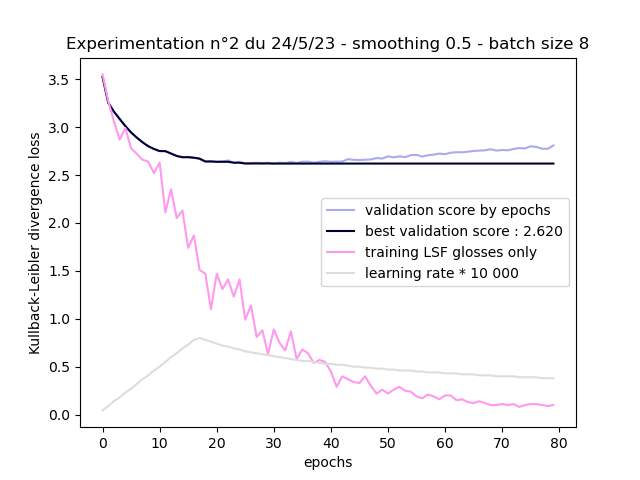 Experimentation n°2 du 24/5/23 - smoothing 0.5 - batch size 8
Kullback-Leibler divergence loss
3.5
3.0
2.5
2.0
1.5
1.0
0.5
0.0
validation score by epochs
best validation score : 2.620
training LSF glosses only
learning rate * 10 000
0 10 20 30 40 50 60 70 80
epochs